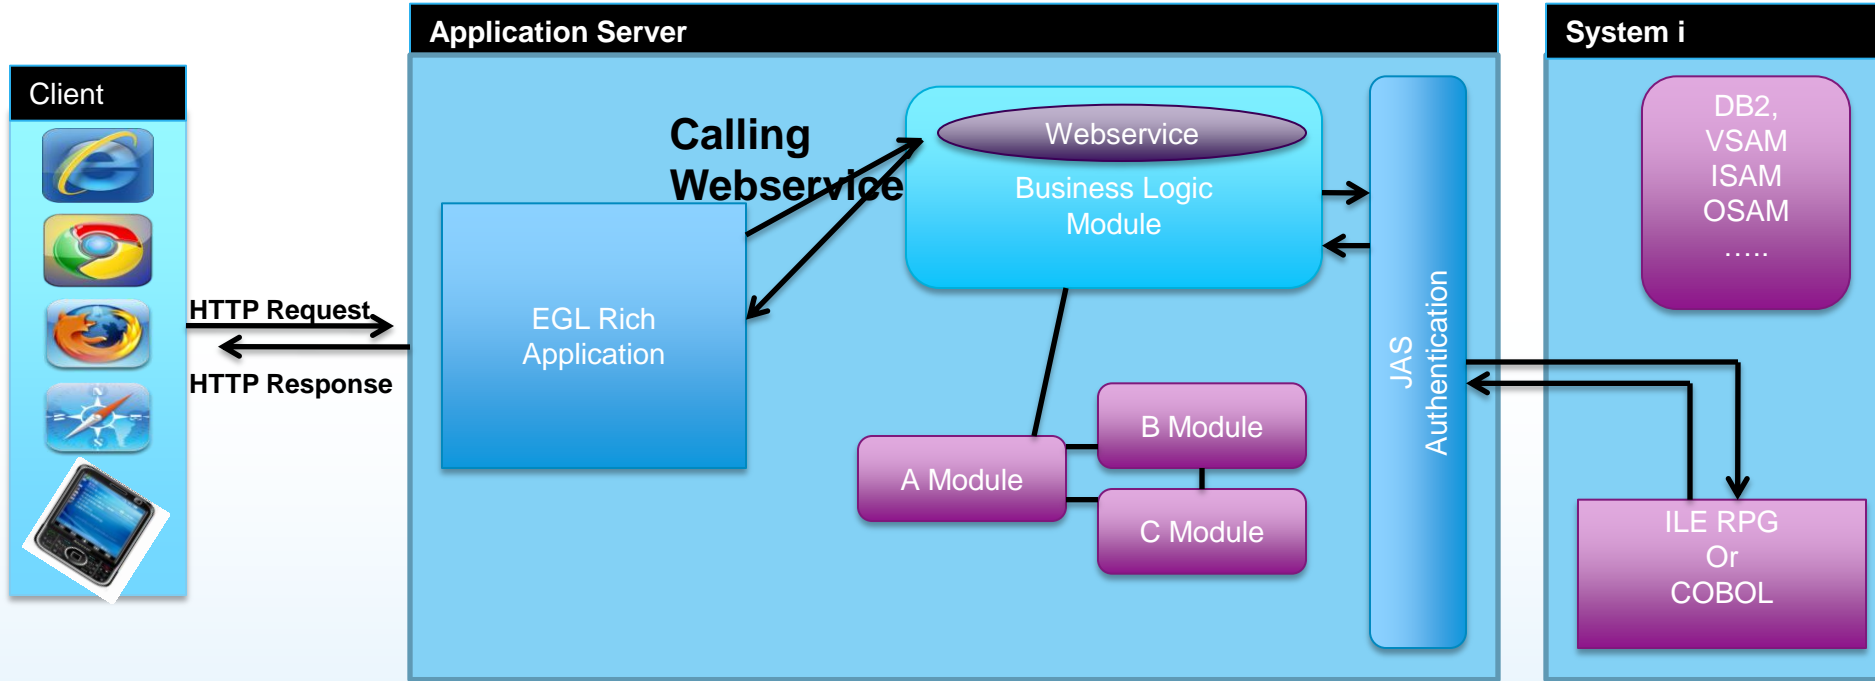 Application Server
System i
Client
Calling
Webservice
Webservice
Business Logic
Module
DB2,
VSAM
ISAM
OSAM
…..
HTTP Request
HTTP Response
EGL Rich
Application
JAS
Authentication
A Module
B Module
C Module
ILE RPG
Or
COBOL